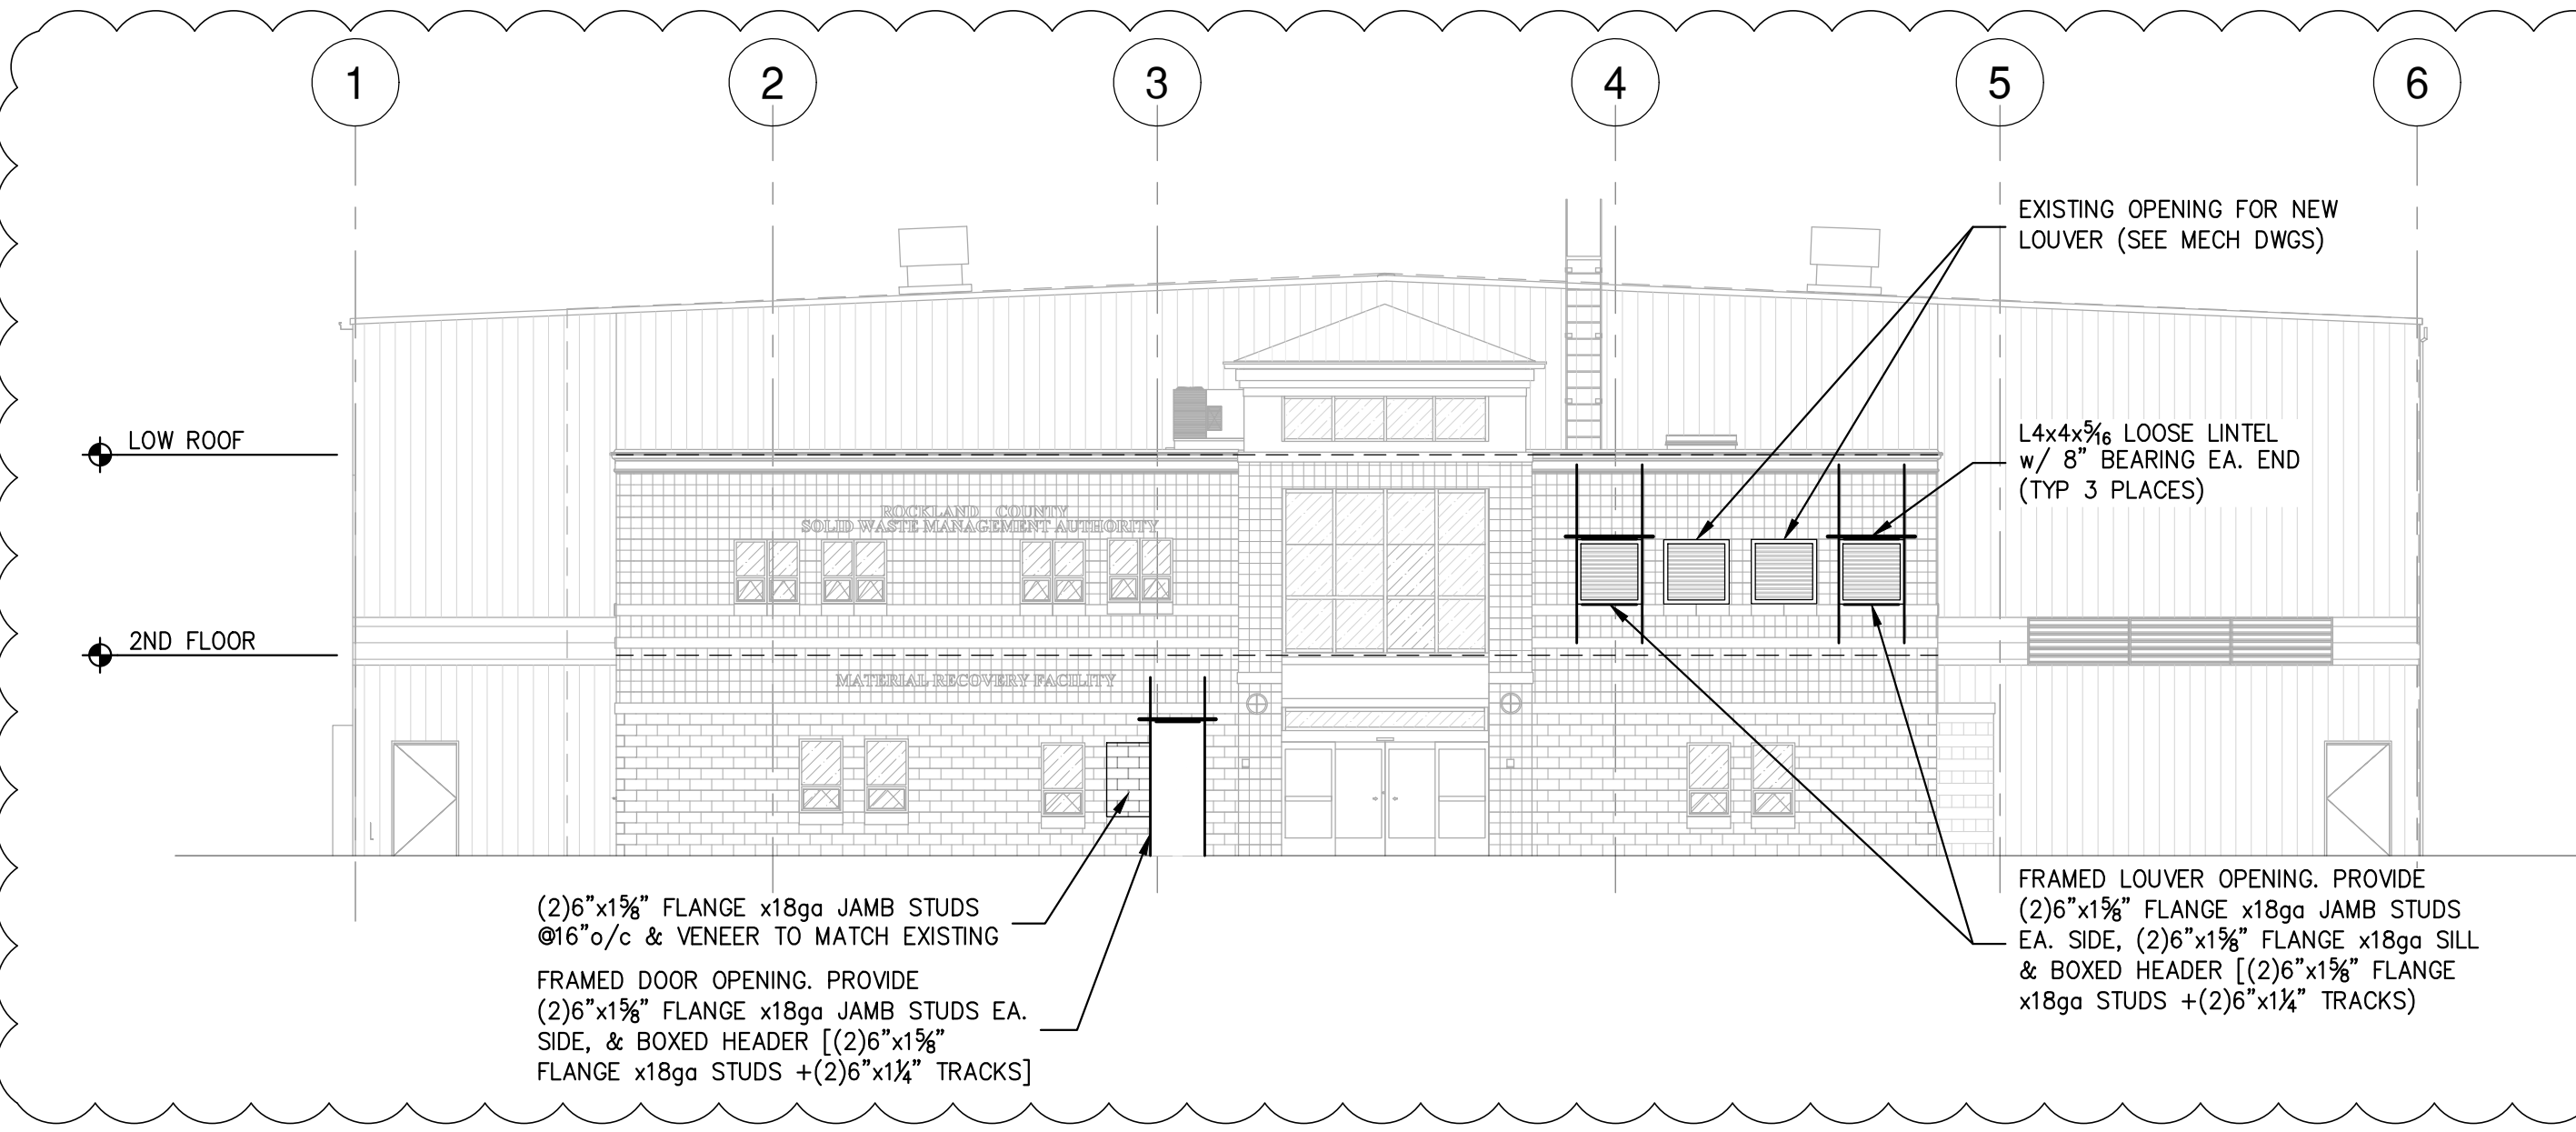 1 2 3 4 5 6
EXISTING OPENING FOR NEW
LOUVER (SEE MECH DWGS)
LOW ROOF
L4x4x5/16 LOOSE LINTEL
w/ 8" BEARING EA. END
(TYP 3 PLACES)
ROCKLAND COUNTY
SOLID WASTE MANAGEMENT AUTHORITY
2ND FLOOR
MATERIAL RECOVERY FACILITY
(2)6"x1⅝" FLANGE x18ga JAMB STUDS
@16"o/c & VENEER TO MATCH EXISTING
FRAMED DOOR OPENING. PROVIDE
(2)6"x1⅝" FLANGE x18ga JAMB STUDS EA.
SIDE, & BOXED HEADER [(2)6"x1⅝"
FLANGE x18ga STUDS +(2)6"x1¼" TRACKS]
FRAMED LOUVER OPENING. PROVIDE
(2)6"x1⅝" FLANGE x18ga JAMB STUDS
EA. SIDE, (2)6"x1⅝" FLANGE x18ga SILL
& BOXED HEADER [(2)6"x1⅝" FLANGE
x18ga STUDS +(2)6"x1¼" TRACKS)